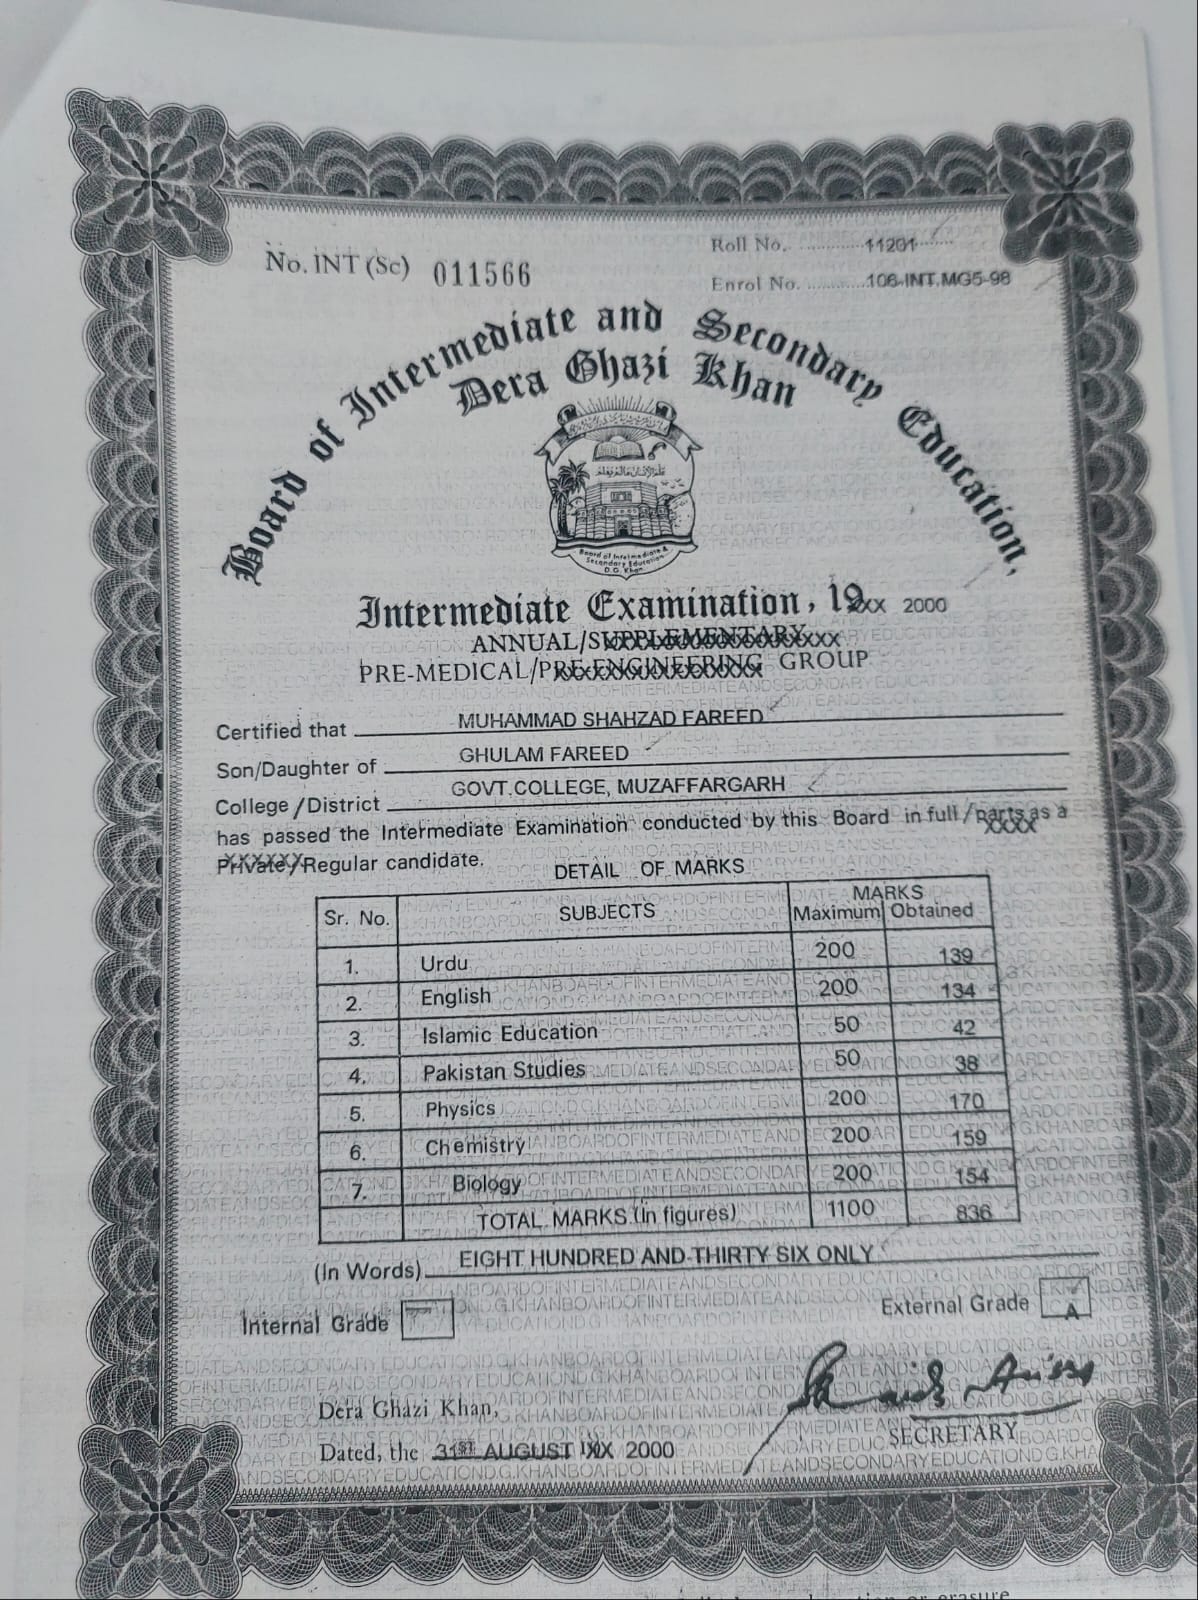 No. INT (Sc) 011566
Roll No. 11201
Enrol No. 106-INT.MG5-98
Board of Intermediate and Secondary Education,
Dera Ghazi Khan
Board of Intermediate &
Secondary Education
D.G. Khan.
Intermediate Examination, 19xx 2000
ANNUAL/SUPPLEMENTARY
PRE-MEDICAL/PRE-ENGINEERING GROUP
Certified that MUHAMMAD SHAHZAD FAREED
Son/Daughter of GHULAM FAREED
College/District GOVT.COLLEGE, MUZAFFARGARH
has passed the Intermediate Examination conducted by this Board in full/parts as a
Private/Regular candidate.
DETAIL OF MARKS
Sr. No. SUBJECTS MARKS
Maximum Obtained
1. Urdu 200 139
2. English 200 134
3. Islamic Education 50 42
4. Pakistan Studies 50 38
5. Physics 200 170
6. Chemistry 200 159
7. Biology 200 154
TOTAL MARKS (In figures) 1100 836
(In Words) EIGHT HUNDRED AND THIRTY SIX ONLY
Internal Grade
External Grade A
Dera Ghazi Khan,
SECRETARY
Dated, the 31ST AUGUST 19XX 2000
or erasure